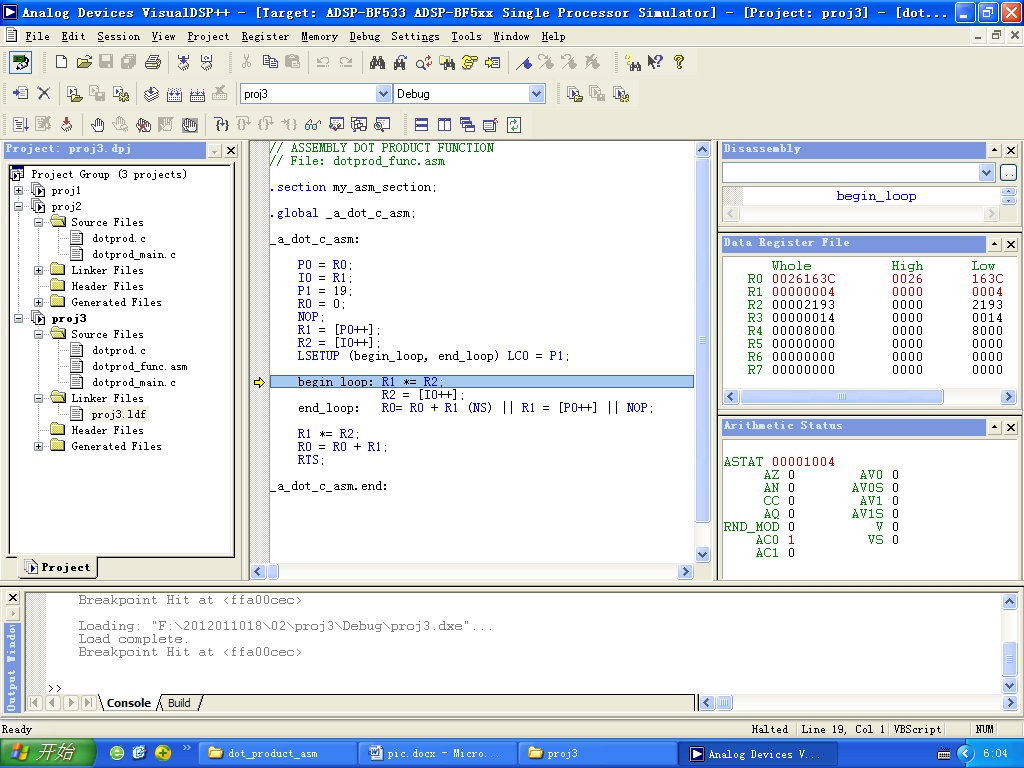 Analog Devices VisualDSP++ - [Target: ADSP-BF533 ADSP-BF5xx Single Processor Simulator] - [Project: proj3] - [dot...
File Edit Session View Project Register Memory Debug Settings Tools Window Help
proj3 Debug
Project: proj3.dpj
Project Group (3 projects)
proj1
proj2
Source Files
dotprod.c
dotprod_main.c
Linker Files
Header Files
Generated Files
proj3
Source Files
dotprod.c
dotprod_func.asm
dotprod_main.c
Linker Files
proj3.ldf
Header Files
Generated Files
Project
// ASSEMBLY DOT PRODUCT FUNCTION
// File: dotprod_func.asm
.section my_asm_section;
.global _a_dot_c_asm;
_a_dot_c_asm:
P0 = R0;
I0 = R1;
P1 = 19;
R0 = 0;
NOP;
R1 = [P0++];
R2 = [I0++];
LSETUP (begin_loop, end_loop) LC0 = P1;
begin_loop: R1 *= R2;
R2 = [I0++];
end_loop: R0= R0 + R1 (NS) || R1 = [P0++] || NOP;
R1 *= R2;
R0 = R0 + R1;
RTS;
_a_dot_c_asm.end:
Disassembly
..
begin_loop
Data Register File
Whole High Low
R0 0026163C 0026 163C
R1 00000004 0000 0004
R2 00002193 0000 2193
R3 00000014 0000 0014
R4 00008000 0000 8000
R5 00000000 0000 0000
R6 00000000 0000 0000
R7 00000000 0000 0000
Arithmetic Status
ASTAT 00001004
AZ 0 AV0 0
AN 0 AV0S 0
CC 0 AV1 0
AQ 0 AV1S 0
RND_MOD 0 V 0
AC0 1 VS 0
AC1 0
Output Window
Breakpoint Hit at <ffa00cec>
Loading: "F:\2012011018\02\proj3\Debug\proj3.dxe"...
Load complete.
Breakpoint Hit at <ffa00cec>
>>
Console Build
Ready Halted Line 19, Col 1 VBScript NUM
开始 dot_product_asm pic.docx - Micro... proj3 Analog Devices V... 6:04